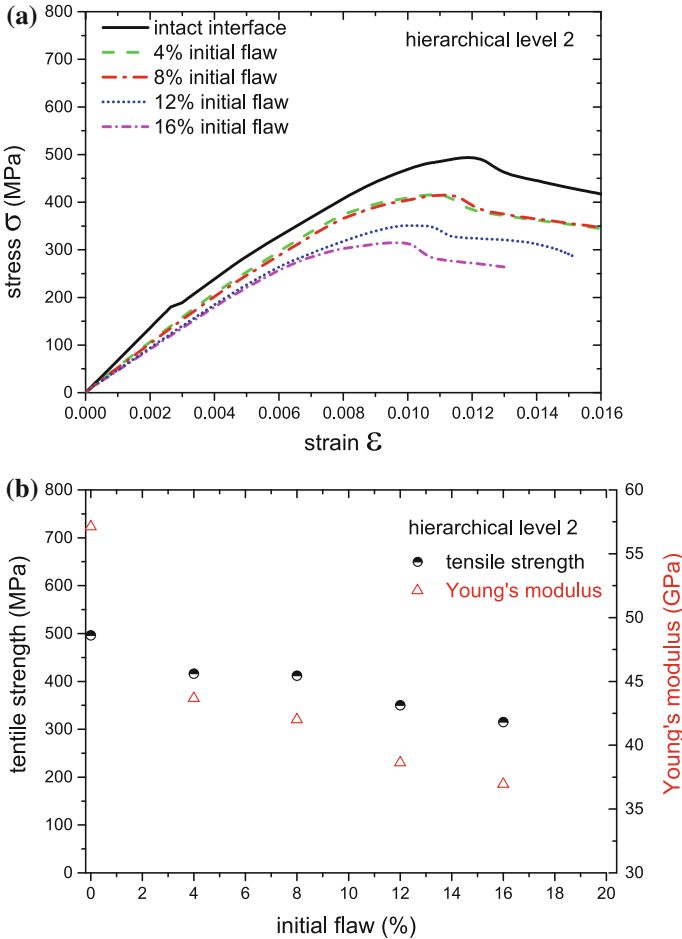 (a)
800
700
600
500
400
300
200
100
0
stress σ (MPa)
intact interface
4% initial flaw
8% initial flaw
12% initial flaw
16% initial flaw
hierarchical level 2
0.000 0.002 0.004 0.006 0.008 0.010 0.012 0.014 0.016
strain ε
(b)
800
700
600
500
400
300
200
100
0
tentile strength (MPa)
hierarchical level 2
tensile strength
Young's modulus
60
55
50
45
40
35
30
Young's modulus (GPa)
0 2 4 6 8 10 12 14 16 18 20
initial flaw (%)